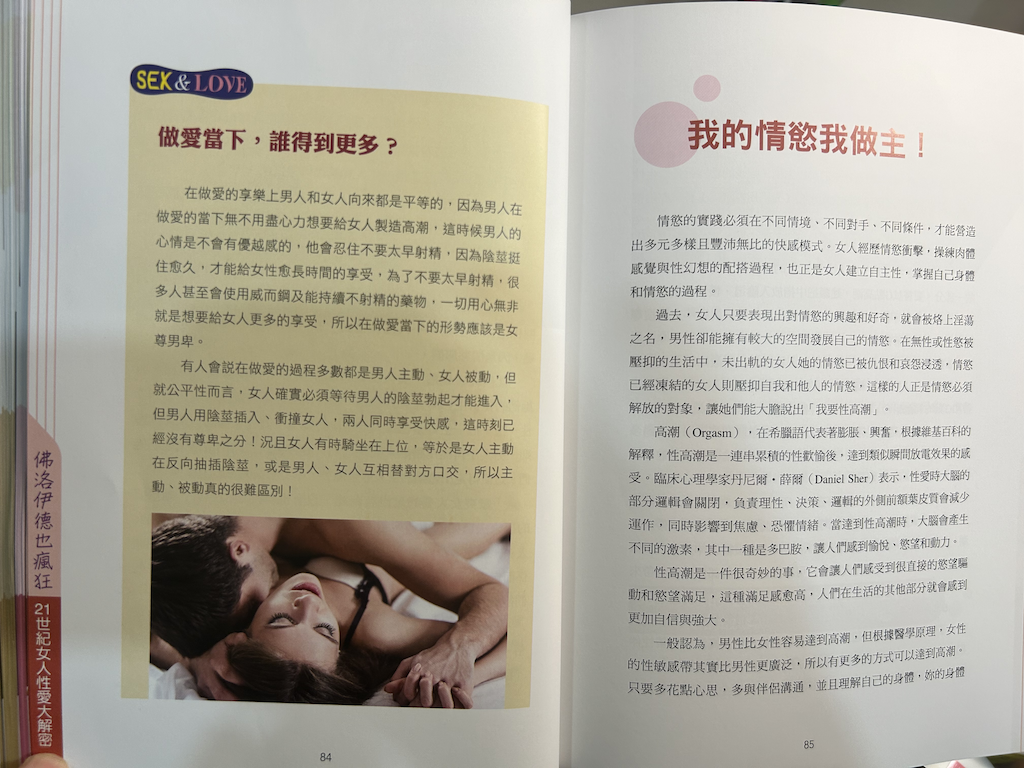 SEX & LOVE
做愛當下，誰得到更多？
在做愛的享樂上男人和女人向來都是平等的，因為男人在
做愛的當下無不用盡心力想要給女人製造高潮，這時候男人的
心情是不會有優越感的，他會忍住不要太早射精，因為陰莖挺
住愈久，才能給女性愈長時間的享受，為了不要太早射精，很
多人甚至會使用威而鋼及能持續不射精的藥物，一切用心無非
就是想要給女人更多的享受，所以在做愛當下的形勢應該是女
尊男卑。
有人會説在做愛的過程多數都是男人主動、女人被動，但
就公平性而言，女人確實必須等待男人的陰莖勃起才能進入，
但男人用陰莖插入、衝撞女人，兩人同時享受快感，這時刻已
經沒有尊卑之分！況且女人有時騎坐在上位，等於是女人主動
在反向抽插陰莖，或是男人、女人互相替對方口交，所以主
動、被動真的很難區別！
佛洛伊德也瘋狂
21世紀女人性愛大解密
84
我的情慾我做主！
情慾的實踐必須在不同情境、不同對手、不同條件，才能營造
出多元多樣且豐沛無比的快感模式。女人經歷情慾衝擊，操練肉體
感覺與性幻想的配搭過程，也正是女人建立自主性，掌握自己身體
和情慾的過程。
過去，女人只要表現出對情慾的興趣和好奇，就會被烙上淫蕩
之名，男性卻能擁有較大的空間發展自己的情慾。在無性或性慾被
壓抑的生活中，未出軌的女人她的情慾已被仇恨和哀怨浸透，情慾
已經凍結的女人則壓抑自我和他人的情慾。這樣的人正是情慾必須
解放的對象，讓她們能大膽說出「我要性高潮」。
高潮（Orgasm），在希臘語代表著膨脹、興奮，根據維基百科的
解釋，性高潮是一連串累積的性歡愉後，達到類似瞬間放電效果的感
受。臨床心理學家丹尼爾・薛爾（Daniel Sher）表示，性愛時大腦的
部分邏輯會關閉，負責理性、決策、邏輯的外側前額葉皮質會減少
運作，同時影響到焦慮、恐懼情緒。當達到性高潮時，大腦會產生
不同的激素，其中一種是多巴胺，讓人們感到愉悅、慾望和動力。
性高潮是一件很奇妙的事，它會讓人們感受到很直接的慾望驅
動和慾望滿足，這種滿足感愈高，人們在生活的其他部分就會感到
更加自信與強大。
一般認為，男性比女性容易達到高潮，但根據醫學原理，女性
的性敏感帶其實比男性更廣泛，所以有更多的方式可以達到高潮。
只要多花點心思，多與伴侶溝通，並且理解自己的身體，妳的身體
85